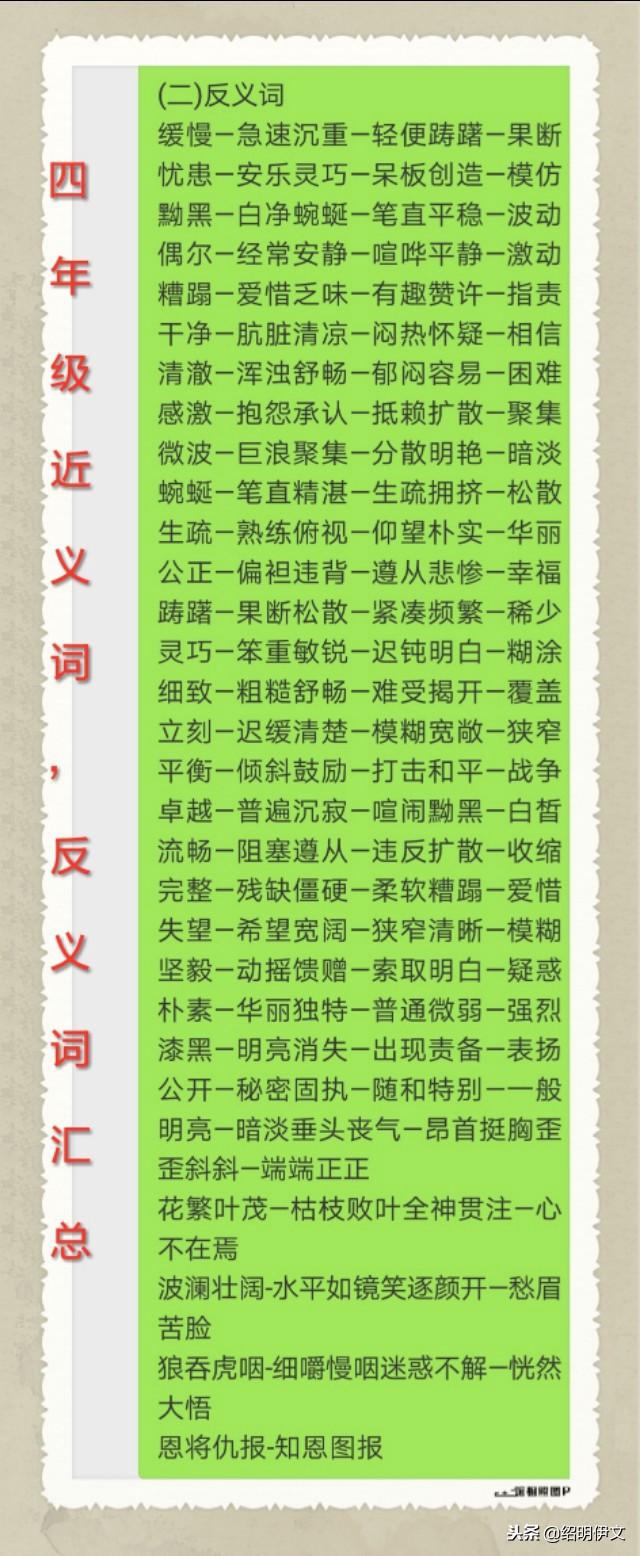 四年级近义词，反义词汇总
(二)反义词
缓慢—急速沉重—轻便踌躇—果断
忧患—安乐灵巧—呆板创造—模仿
黝黑—白净蜿蜒—笔直平稳—波动
偶尔—经常安静—喧哗平静—激动
糟蹋—爱惜乏味—有趣赞许—指责
干净—肮脏清凉—闷热怀疑—相信
清澈—浑浊舒畅—郁闷容易—困难
感激—抱怨承认—抵赖扩散—聚集
微波—巨浪聚集—分散明艳—暗淡
蜿蜒—笔直精湛—生疏拥挤—松散
生疏—熟练俯视—仰望朴实—华丽
公正—偏袒违背—遵从悲惨—幸福
踌躇—果断松散—紧凑频繁—稀少
灵巧—笨重敏锐—迟钝明白—糊涂
细致—粗糙舒畅—难受揭开—覆盖
立刻—迟缓清楚—模糊宽敞—狭窄
平衡—倾斜鼓励—打击和平—战争
卓越—普遍沉寂—喧闹黝黑—白皙
流畅—阻塞遵从—违反扩散—收缩
完整—残缺僵硬—柔软糟蹋—爱惜
失望—希望宽阔—狭窄清晰—模糊
坚毅—动摇馈赠—索取明白—疑惑
朴素—华丽独特—普通微弱—强烈
漆黑—明亮消失—出现责备—表扬
公开—秘密固执—随和特别—一般
明亮—暗淡垂头丧气—昂首挺胸歪
歪斜斜—端端正正
花繁叶茂—枯枝败叶全神贯注—心
不在焉
波澜壮阔-水平如镜笑逐颜开—愁眉
苦脸
狼吞虎咽-细嚼慢咽迷惑不解—恍然
大悟
恩将仇报-知恩图报
头条 @绍明伊文